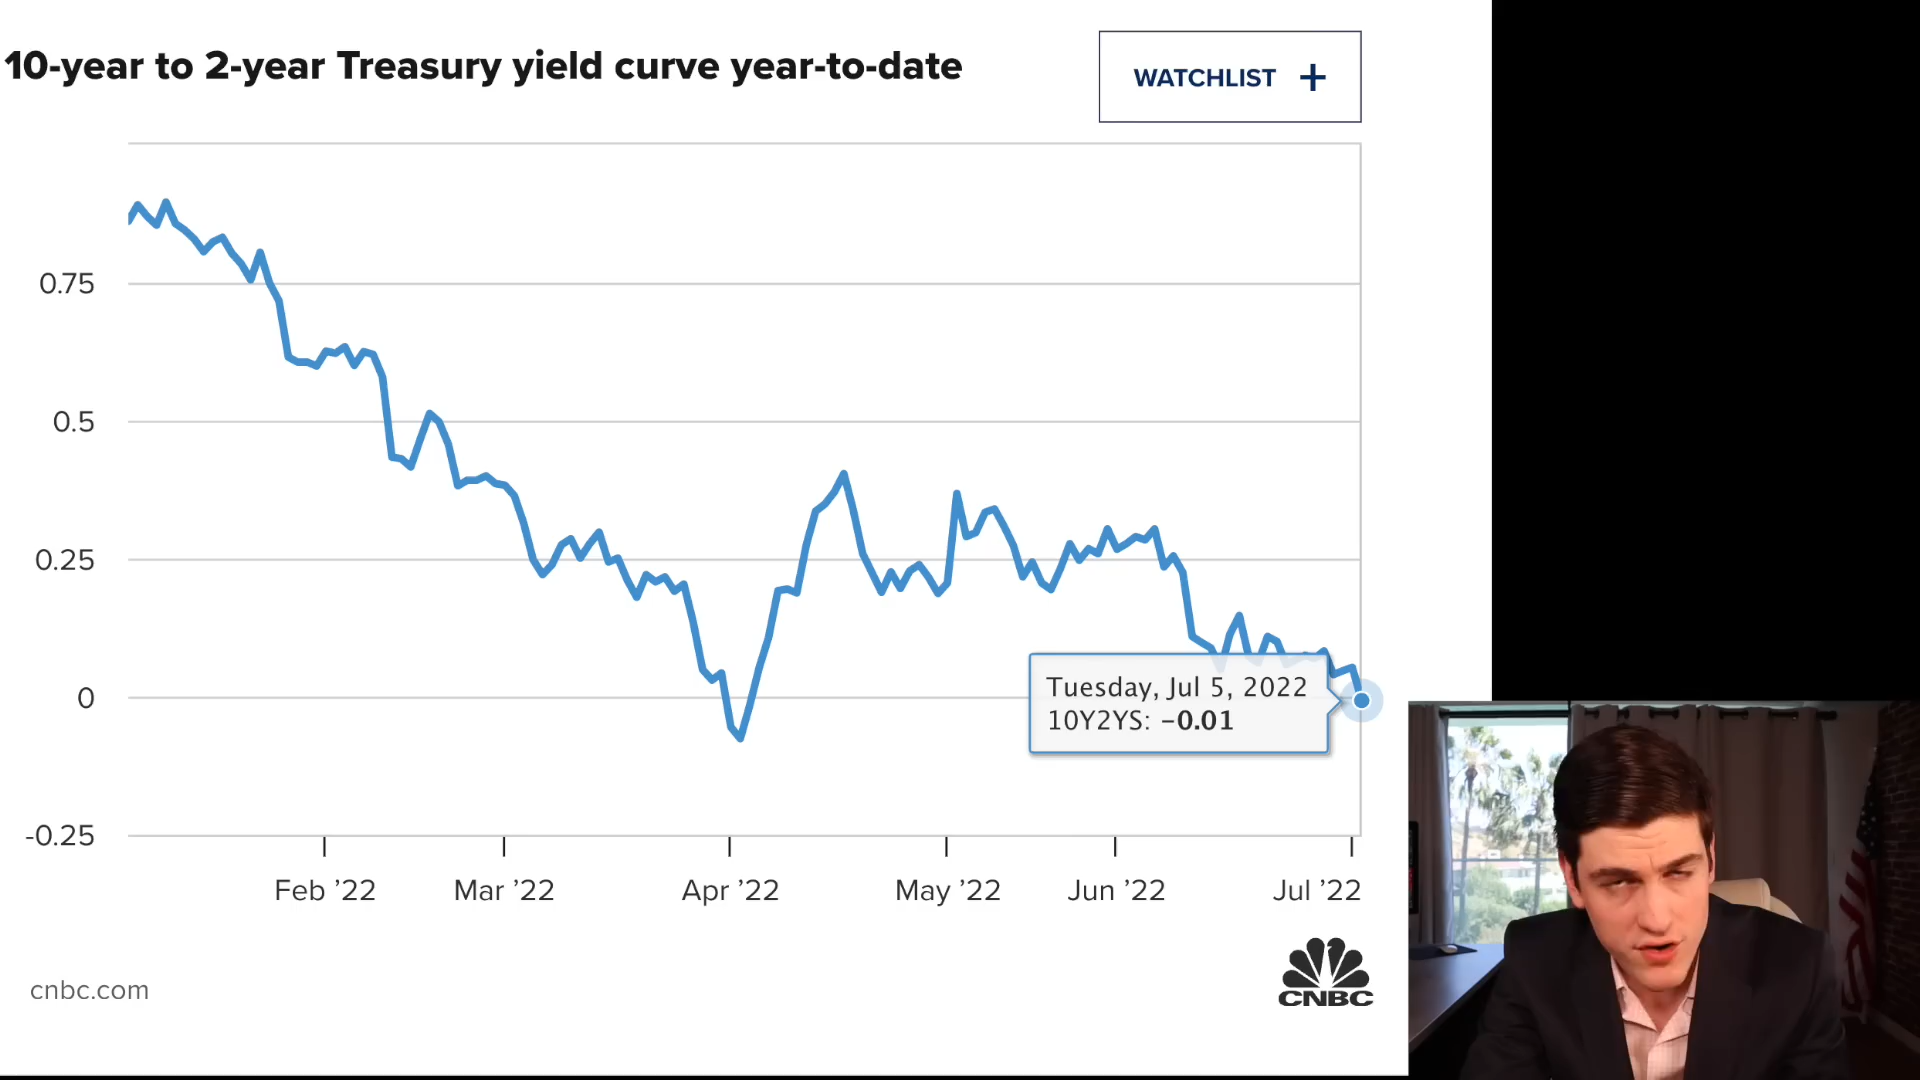 10-year to 2-year Treasury yield curve year-to-date
WATCHLIST +
0.75
0.5
0.25
0
-0.25
Tuesday, Jul 5, 2022
10Y2YS: −0.01
Feb ’22 Mar ’22 Apr ’22 May ’22 Jun ’22 Jul ’22
cnbc.com
CNBC